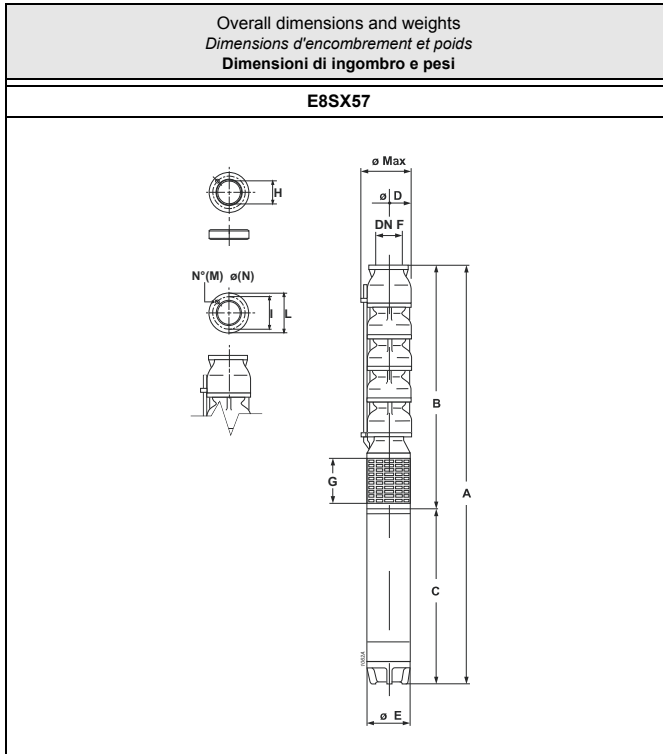 Overall dimensions and weights
Dimensions d'encombrement et poids
Dimensioni di ingombro e pesi
E8SX57
ø Max
ø D
DN F
H
N°(M) ø(N)
I
L
B
A
G
C
ø E